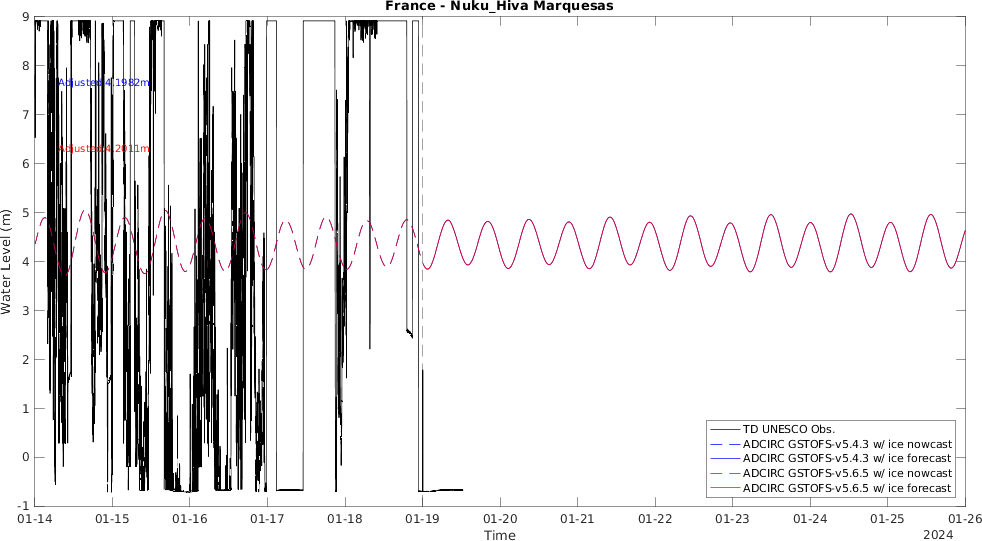 France - Nuku_Hiva Marquesas
Water Level (m)
9
8
7
6
5
4
3
2
1
0
-1
Adjusted 4.1982m
Adjusted 4.2011m
TD UNESCO Obs.
ADCIRC GSTOFS-v5.4.3 w/ ice nowcast
ADCIRC GSTOFS-v5.4.3 w/ ice forecast
ADCIRC GSTOFS-v5.6.5 w/ ice nowcast
ADCIRC GSTOFS-v5.6.5 w/ ice forecast
01-14 01-15 01-16 01-17 01-18 01-19 01-20 01-21 01-22 01-23 01-24 01-25 01-26
Time
2024